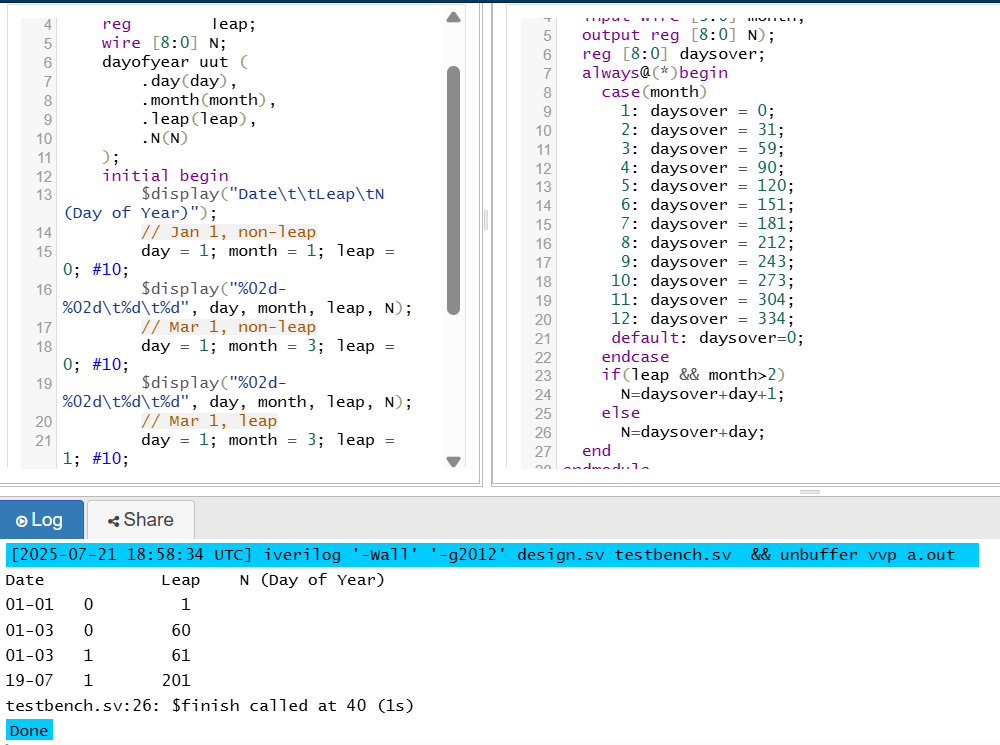 4 reg leap;
5 wire [8:0] N;
6 dayofyear uut (
7 .day(day),
8 .month(month),
9 .leap(leap),
10 .N(N)
11 );
12 initial begin
13 $display("Date\t\tLeap\tN
(Day of Year)");
14 // Jan 1, non-leap
15 day = 1; month = 1; leap =
0; #10;
16 $display("%02d-
%02d\t%d\t%d", day, month, leap, N);
17 // Mar 1, non-leap
18 day = 1; month = 3; leap =
0; #10;
19 $display("%02d-
%02d\t%d\t%d", day, month, leap, N);
20 // Mar 1, leap
21 day = 1; month = 3; leap =
1; #10;
4 input wire [3:0] month,
5 output reg [8:0] N);
6 reg [8:0] daysover;
7 always@(*)begin
8 case(month)
9 1: daysover = 0;
10 2: daysover = 31;
11 3: daysover = 59;
12 4: daysover = 90;
13 5: daysover = 120;
14 6: daysover = 151;
15 7: daysover = 181;
16 8: daysover = 212;
17 9: daysover = 243;
18 10: daysover = 273;
19 11: daysover = 304;
20 12: daysover = 334;
21 default: daysover=0;
22 endcase
23 if(leap && month>2)
24 N=daysover+day+1;
25 else
26 N=daysover+day;
27 end
28 endmodule
Log Share
[2025-07-21 18:58:34 UTC] iverilog '-Wall' '-g2012' design.sv testbench.sv && unbuffer vvp a.out
Date Leap N (Day of Year)
01-01 0 1
01-03 0 60
01-03 1 61
19-07 1 201
testbench.sv:26: $finish called at 40 (1s)
Done